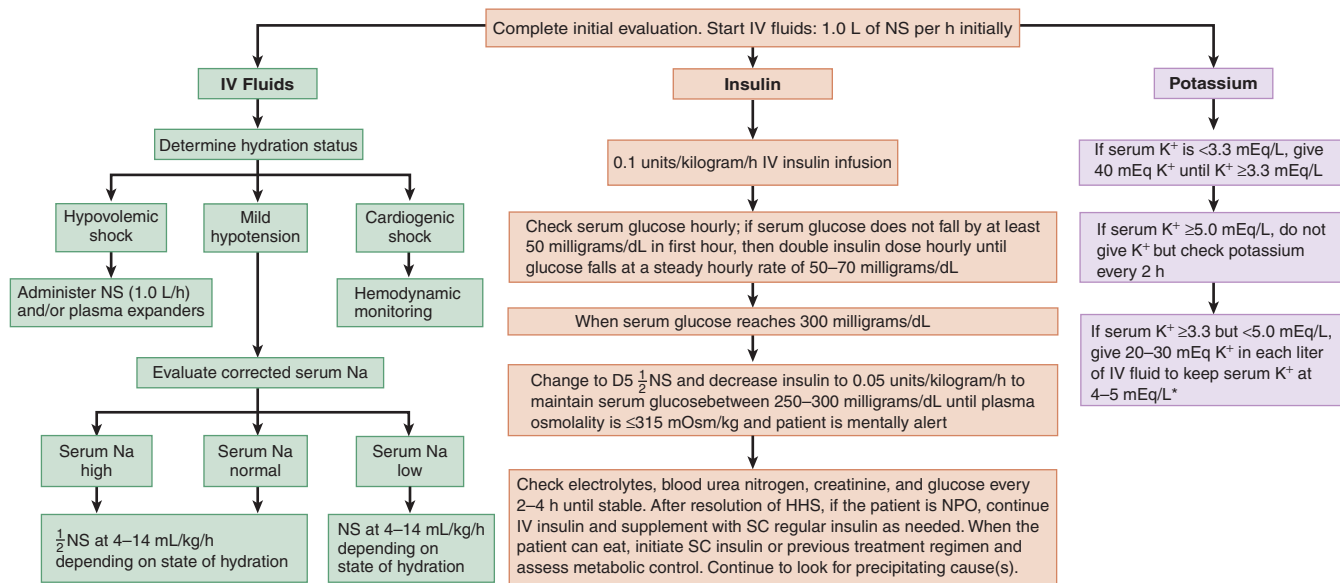 Complete initial evaluation. Start IV fluids: 1.0 L of NS per h initially
IV Fluids
Determine hydration status
Hypovolemic
shock
Mild
hypotension
Cardiogenic
shock
Administer NS (1.0 L/h)
and/or plasma expanders
Hemodynamic
monitoring
Evaluate corrected serum Na
Serum Na
high
Serum Na
normal
Serum Na
low
1/2 NS at 4–14 mL/kg/h
depending on state of hydration
NS at 4–14 mL/kg/h
depending on
state of hydration
Insulin
0.1 units/kilogram/h IV insulin infusion
Check serum glucose hourly; if serum glucose does not fall by at least
50 milligrams/dL in first hour, then double insulin dose hourly until
glucose falls at a steady hourly rate of 50–70 milligrams/dL
When serum glucose reaches 300 milligrams/dL
Change to D5 1/2 NS and decrease insulin to 0.05 units/kilogram/h to
maintain serum glucosebetween 250–300 milligrams/dL until plasma
osmolality is ≤315 mOsm/kg and patient is mentally alert
Check electrolytes, blood urea nitrogen, creatinine, and glucose every
2–4 h until stable. After resolution of HHS, if the patient is NPO, continue
IV insulin and supplement with SC regular insulin as needed. When the
patient can eat, initiate SC insulin or previous treatment regimen and
assess metabolic control. Continue to look for precipitating cause(s).
Potassium
If serum K⁺ is <3.3 mEq/L, give
40 mEq K⁺ until K⁺ ≥3.3 mEq/L
If serum K⁺ ≥5.0 mEq/L, do not
give K⁺ but check potassium
every 2 h
If serum K⁺ ≥3.3 but <5.0 mEq/L,
give 20–30 mEq K⁺ in each liter
of IV fluid to keep serum K⁺ at
4–5 mEq/L*